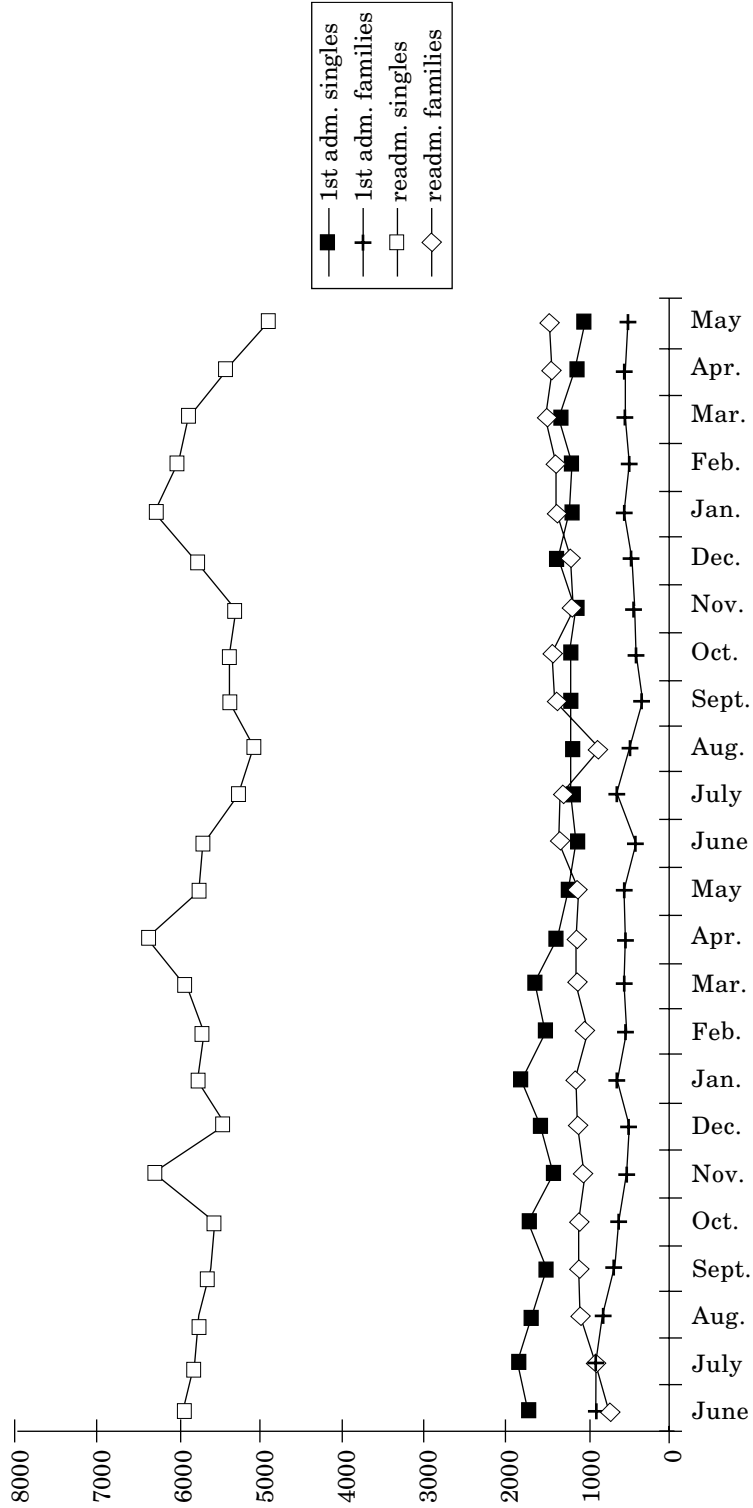 1st adm. singles
1st adm. families
readm. singles
readm. families
8000
7000
6000
5000
4000
3000
2000
1000
0
June
July
Aug.
Sept.
Oct.
Nov.
Dec.
Jan.
Feb.
Mar.
Apr.
May
June
July
Aug.
Sept.
Oct.
Nov.
Dec.
Jan.
Feb.
Mar.
Apr.
May